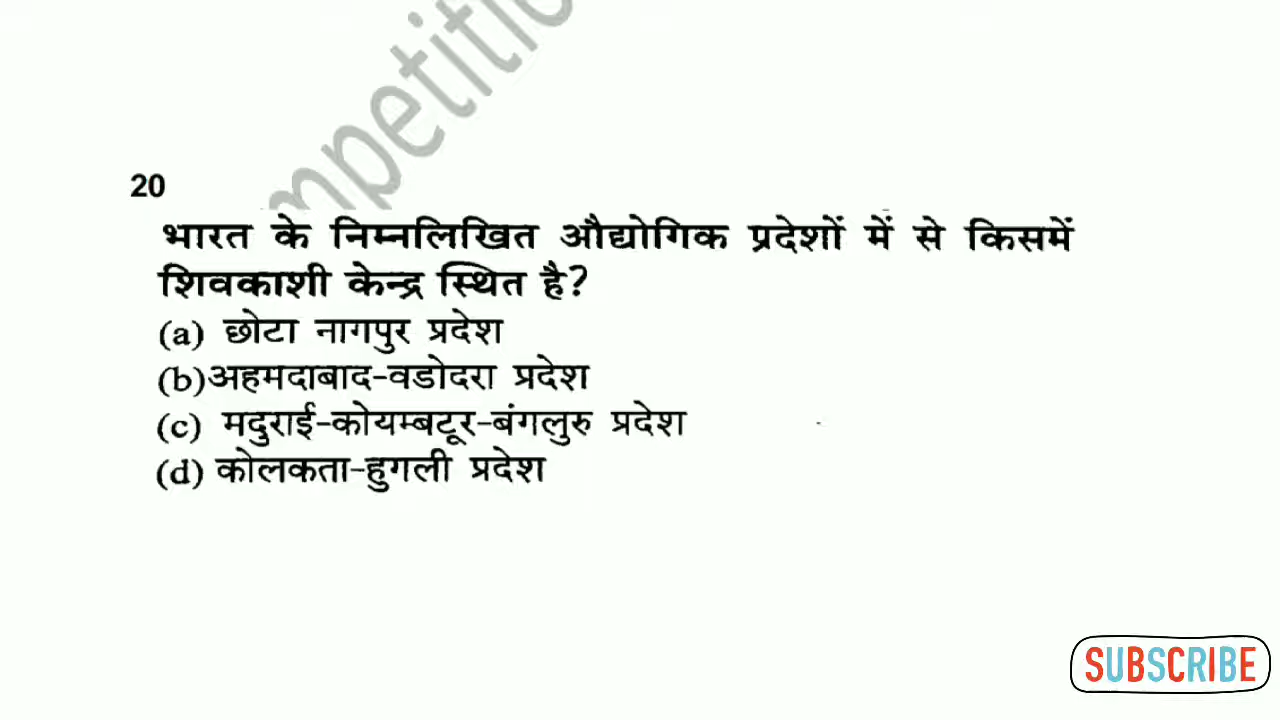 mpetitio
20
भारत के निम्नलिखित औद्योगिक प्रदेशों में से किसमें
शिवकाशी केन्द्र स्थित है?
(a) छोटा नागपुर प्रदेश
(b)अहमदाबाद-वडोदरा प्रदेश
(c) मदुराई-कोयम्बटूर-बंगलुरु प्रदेश
(d) कोलकता-हुगली प्रदेश
SUBSCRIBE